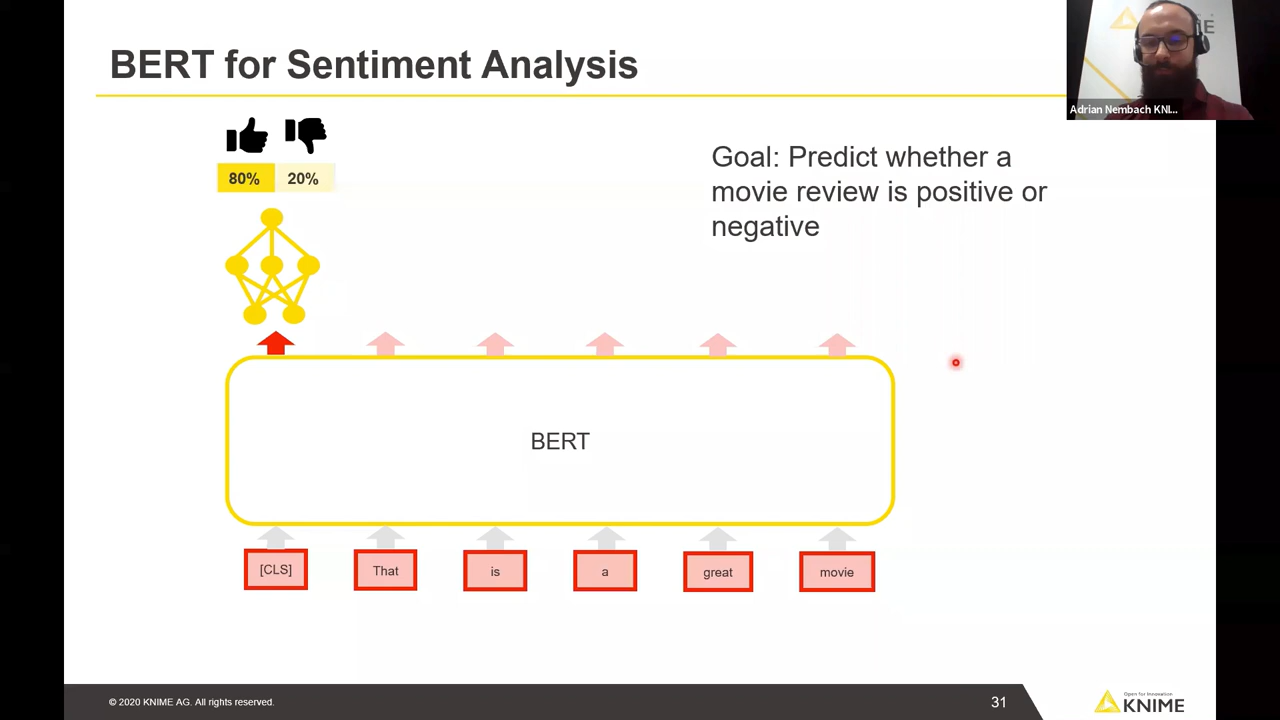 BERT for Sentiment Analysis
Adrian Nembach KNI...
80% 20%
Goal: Predict whether a
movie review is positive or
negative
BERT
[CLS] That is a great movie
© 2020 KNIME AG. All rights reserved.
31
Open for Innovation
KNIME